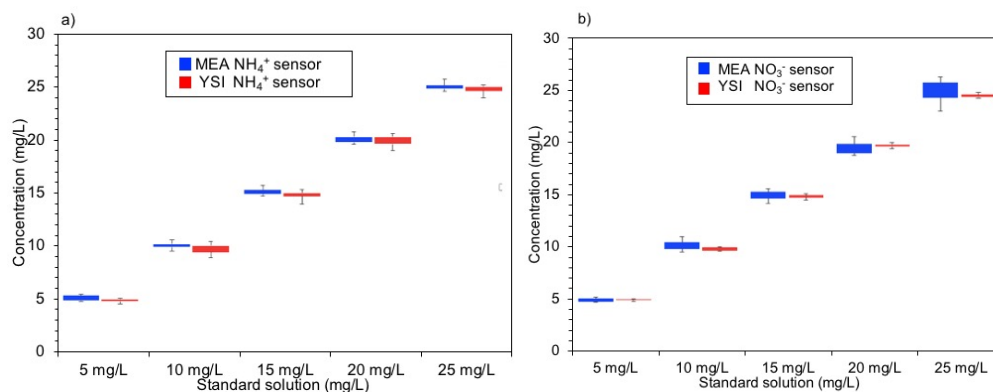 a)
30
25
20
15
10
5
0
Concentration (mg/L)
MEA NH₄⁺ sensor
YSI NH₄⁺ sensor
5 mg/L 10 mg/L 15 mg/L 20 mg/L 25 mg/L
Standard solution (mg/L)
b)
30
25
20
15
10
5
0
Concentration (mg/L)
MEA NO₃⁻ sensor
YSI NO₃⁻ sensor
5 mg/L 10 mg/L 15 mg/L 20 mg/L 25 mg/L
Standard solution (mg/L)